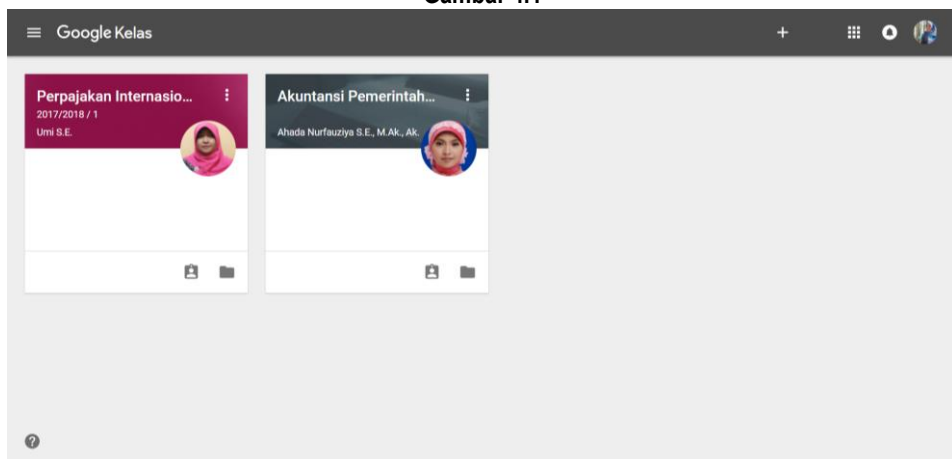 Google Kelas
Perpajakan Internasio...
2017/2018 / 1
Umi S.E.
Akuntansi Pemerintah...
Ahada Nurfauziya S.E., M.Ak., Ak.